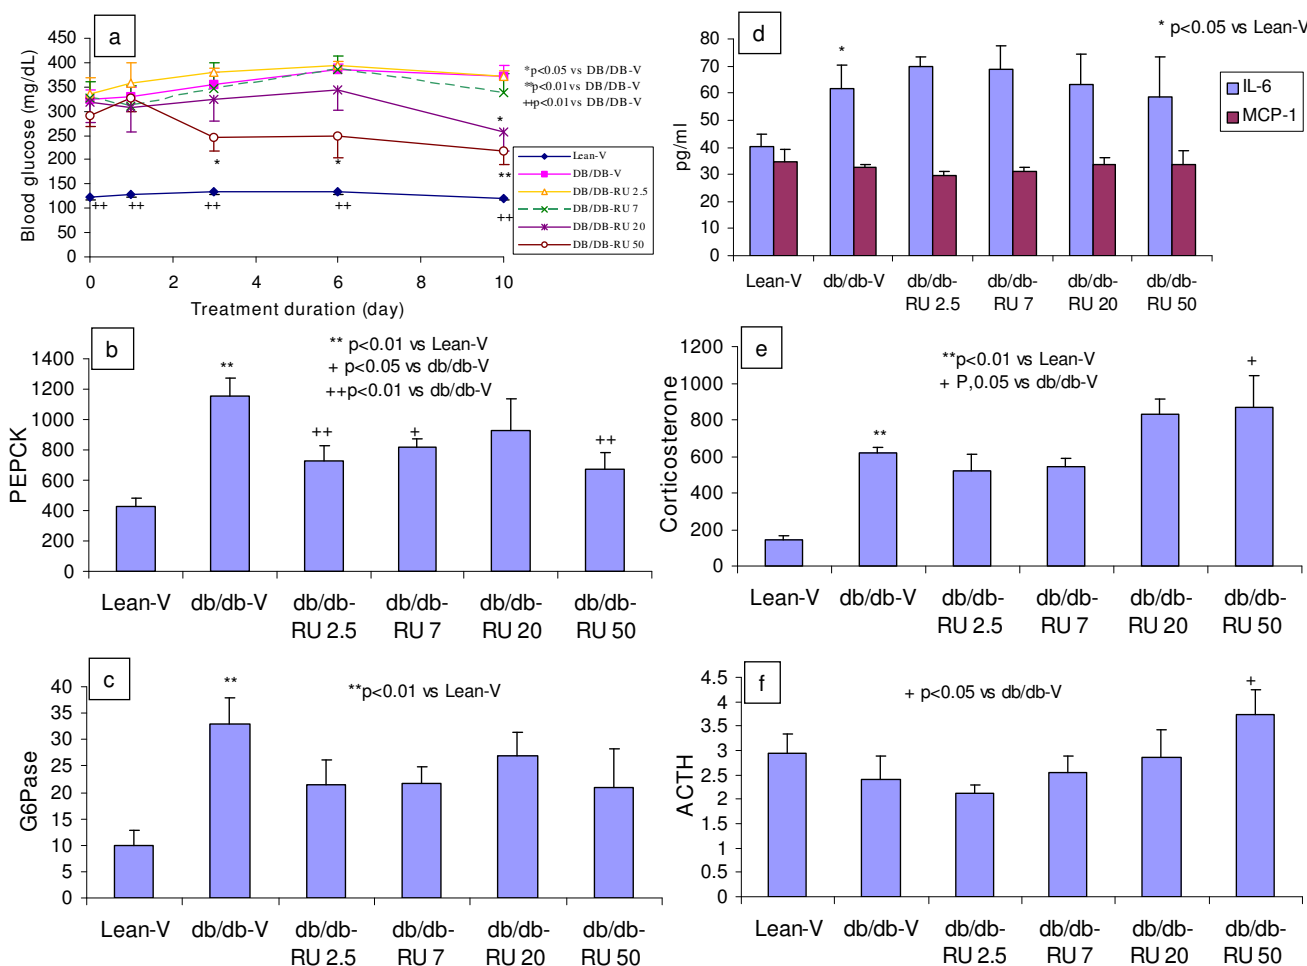 a
450
400
350
300
250
200
150
100
50
0
Blood glucose (mg/dL)
0
2
4
6
8
10
Treatment duration (day)
*p<0.05 vs DB/DB-V
**p<0.01 vs DB/DB-V
++p<0.01 vs DB/DB-V
*
*
*
**
++
++
++
++
++
Lean-V
DB/DB-V
DB/DB-RU 2.5
DB/DB-RU 7
DB/DB-RU 20
DB/DB-RU 50
d
* p<0.05 vs Lean-V
80
70
60
50
40
30
20
10
0
pg/ml
*
IL-6
MCP-1
Lean-V
db/db-V
db/db-
RU 2.5
db/db-
RU 7
db/db-
RU 20
db/db-
RU 50
b
** p<0.01 vs Lean-V
+ p<0.05 vs db/db-V
++p<0.01 vs db/db-V
1400
1200
1000
800
600
400
200
0
PEPCK
**
++
+
++
Lean-V
db/db-V
db/db-
RU 2.5
db/db-
RU 7
db/db-
RU 20
db/db-
RU 50
e
**p<0.01 vs Lean-V
+ P,0.05 vs db/db-V
1200
1000
800
600
400
200
0
Corticosterone
**
+
Lean-V
db/db-V
db/db-
RU 2.5
db/db-
RU 7
db/db-
RU 20
db/db-
RU 50
c
**p<0.01 vs Lean-V
40
35
30
25
20
15
10
5
0
G6Pase
**
Lean-V
db/db-V
db/db-
RU 2.5
db/db-
RU 7
db/db-
RU 20
db/db-
RU 50
f
+ p<0.05 vs db/db-V
4.5
4
3.5
3
2.5
2
1.5
1
0.5
0
ACTH
+
Lean-V
db/db-V
db/db-
RU 2.5
db/db-
RU 7
db/db-
RU 20
db/db-
RU 50